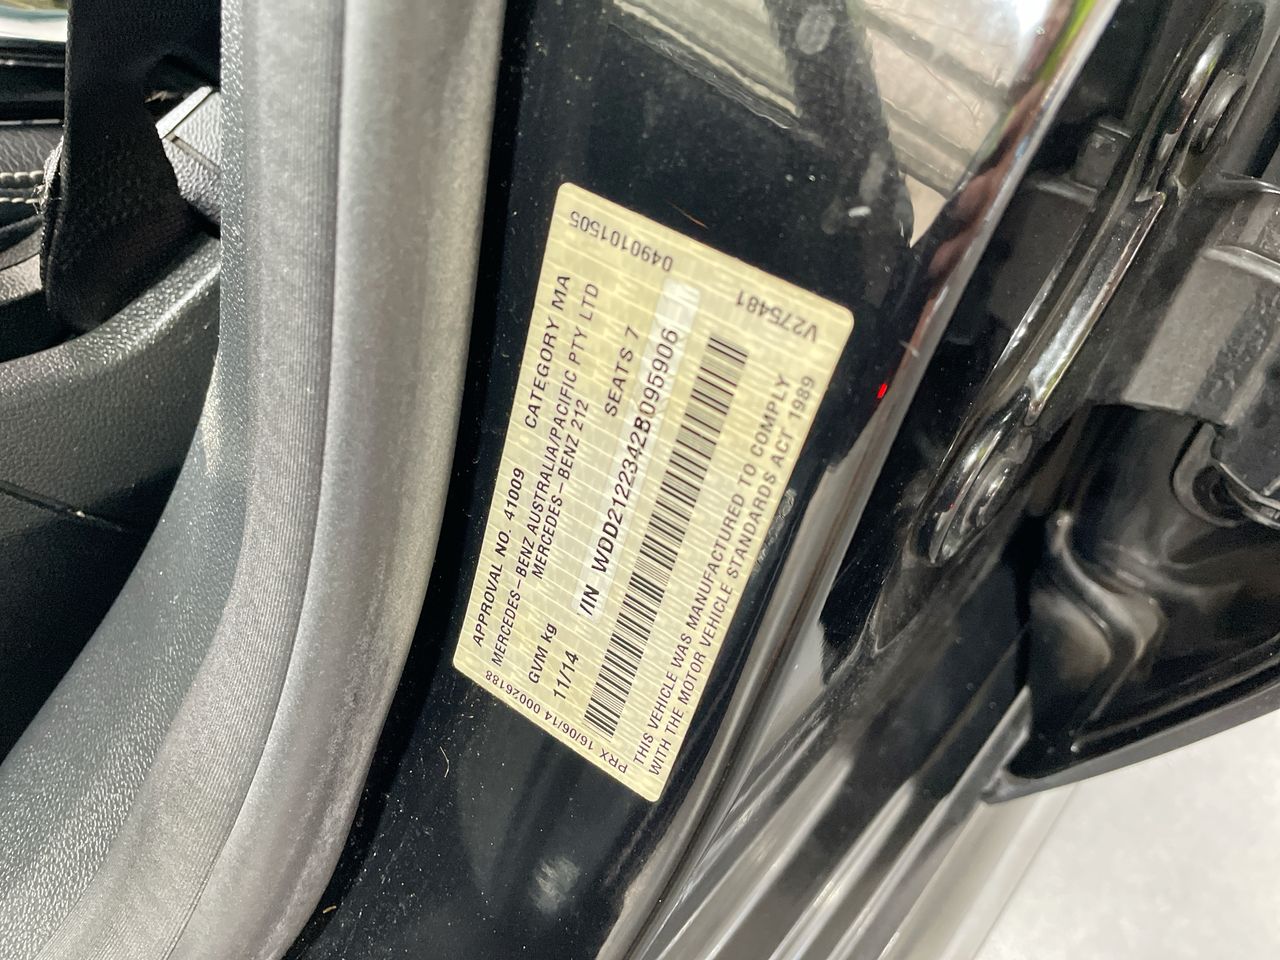 0490101505
V275481
APPROVAL NO. 41009 CATEGORY MA
MERCEDES-BENZ AUSTRALIA/PACIFIC PTY LTD
MERCEDES-BENZ 212
GVM kg SEATS 7
11/14
VIN WDD2122342B095906
THIS VEHICLE WAS MANUFACTURED TO COMPLY
WITH THE MOTOR VEHICLE STANDARDS ACT 1989
PRX 16/06/14 00026188